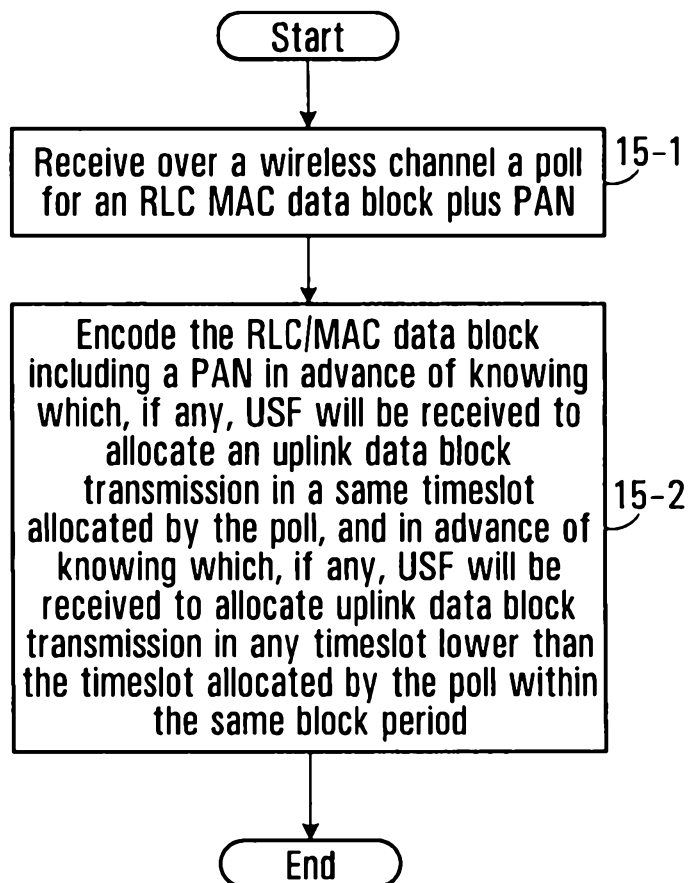 Start
Receive over a wireless channel a poll
for an RLC MAC data block plus PAN
15-1
Encode the RLC/MAC data block
including a PAN in advance of knowing
which, if any, USF will be received to
allocate an uplink data block
transmission in a same timeslot
allocated by the poll, and in advance of
knowing which, if any, USF will be
received to allocate uplink data block
transmission in any timeslot lower than
the timeslot allocated by the poll within
the same block period
15-2
End